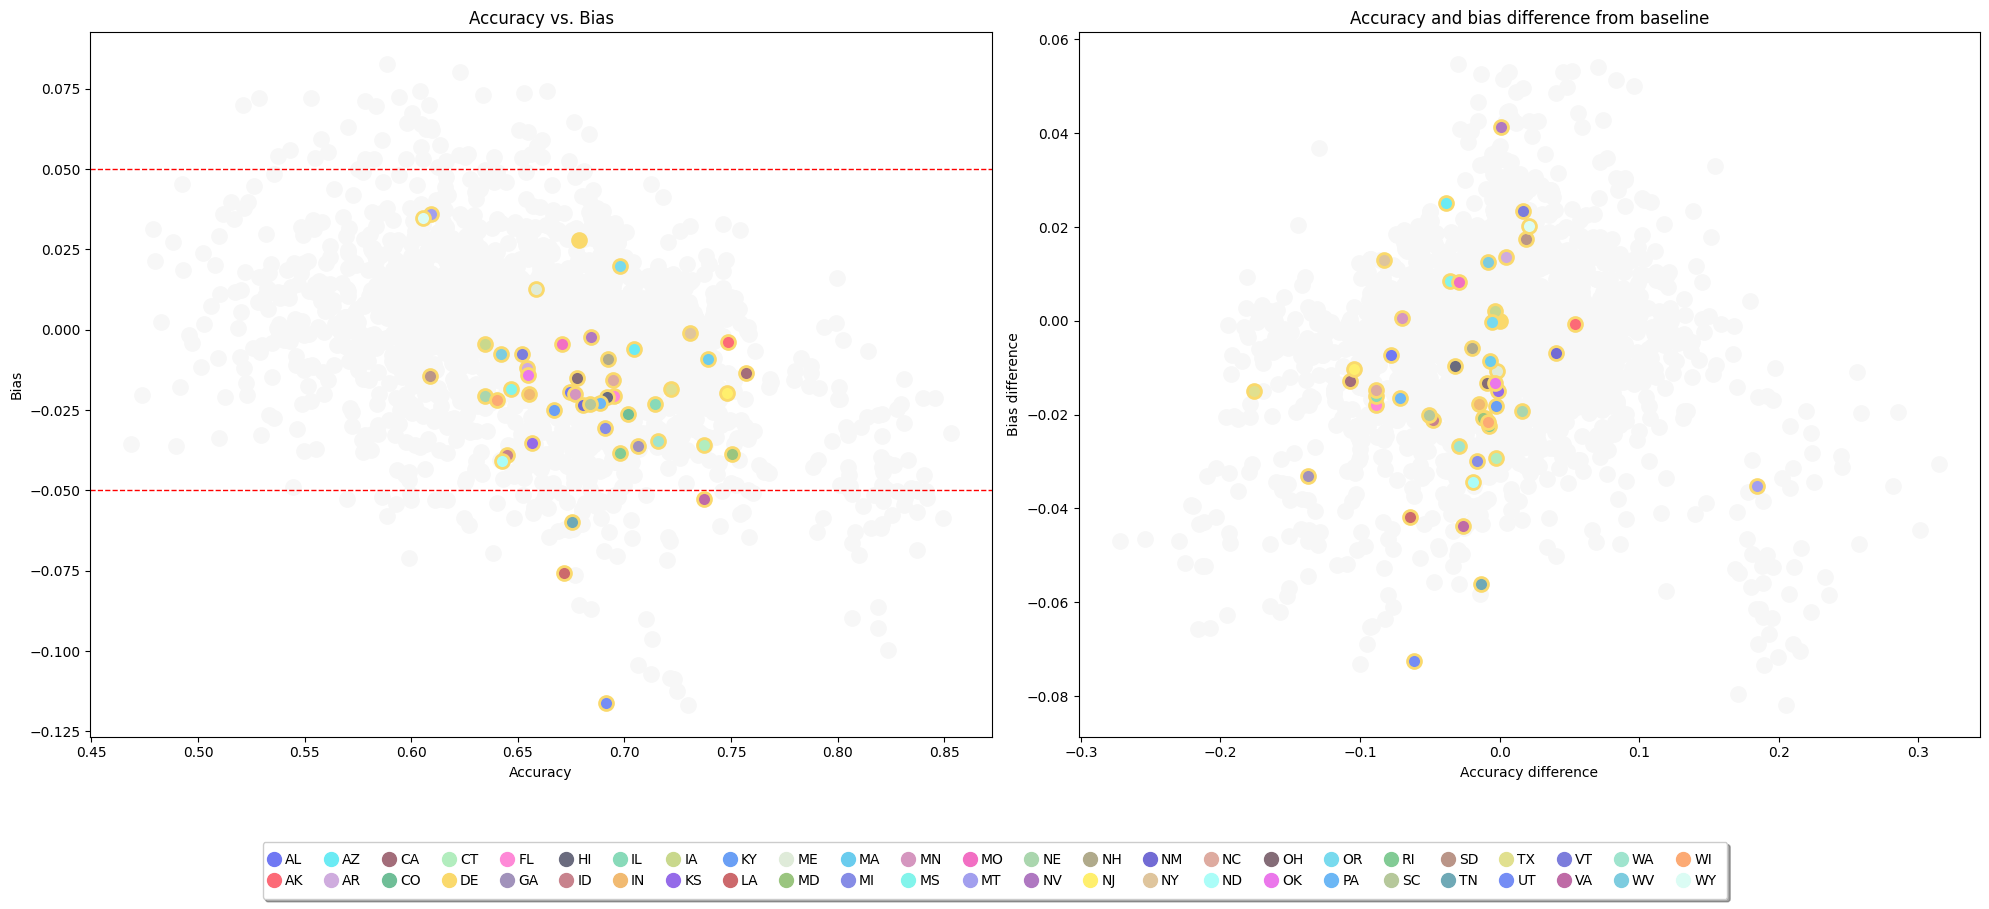 Accuracy vs. Bias
0.075
0.050
0.025
0.000
−0.025
−0.050
−0.075
−0.100
−0.125
Bias
0.45 0.50 0.55 0.60 0.65 0.70 0.75 0.80 0.85
Accuracy
Accuracy and bias difference from baseline
0.06
0.04
0.02
0.00
−0.02
−0.04
−0.06
−0.08
Bias difference
−0.3 −0.2 −0.1 0.0 0.1 0.2 0.3
Accuracy difference
AL AZ CA CT FL HI IL IA KY ME MA MN MO NE NH NM NC OH OR RI SD TX VT WA WI
AK AR CO DE GA ID IN KS LA MD MI MS MT NV NJ NY ND OK PA SC TN UT VA WV WY